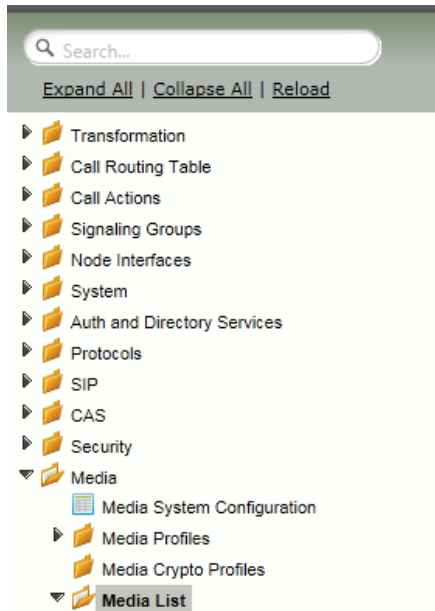 Search...
Expand All | Collapse All | Reload
Transformation
Call Routing Table
Call Actions
Signaling Groups
Node Interfaces
System
Auth and Directory Services
Protocols
SIP
CAS
Security
Media
Media System Configuration
Media Profiles
Media Crypto Profiles
Media List